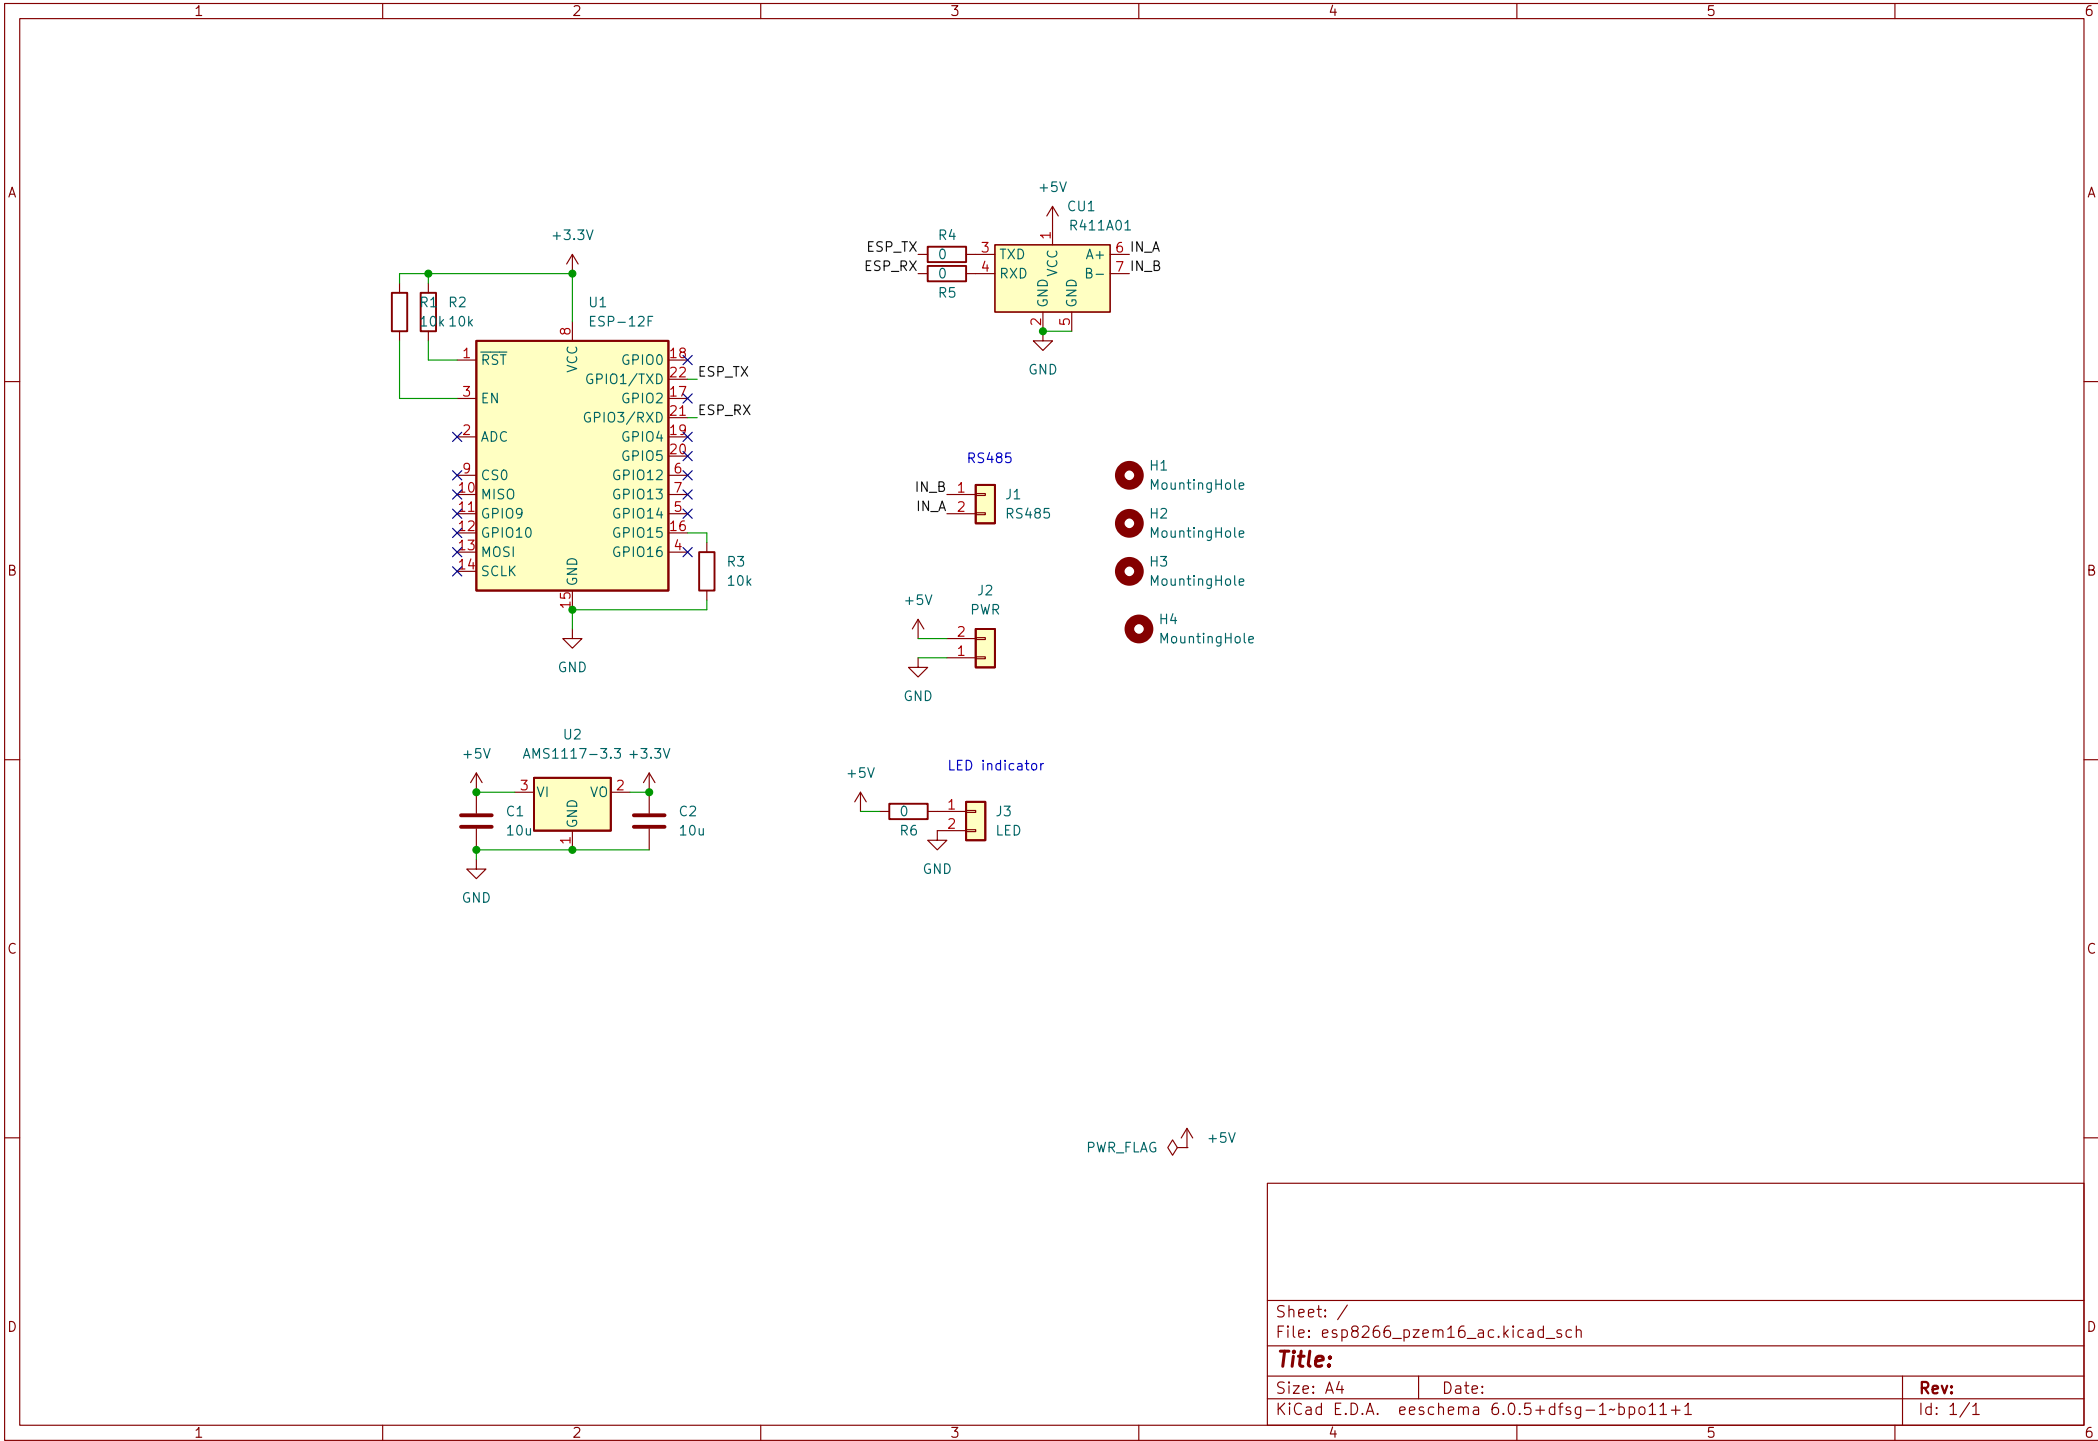 1 2 3 4 5 6
A A
B B
C C
D D
+3.3V
R1
10k
R2
10k
U1
ESP-12F
8
VCC
1 RST
3 EN
2 ADC
9 CS0
10 MISO
11 GPIO9
12 GPIO10
13 MOSI
14 SCLK
GPIO0 18
GPIO1/TXD 22 ESP_TX
GPIO2 17
GPIO3/RXD 21 ESP_RX
GPIO4 19
GPIO5 20
GPIO12 6
GPIO13 7
GPIO14 5
GPIO15 16
GPIO16 4
GND
15
R3
10k
GND
+5V
CU1
R411A01
R4
ESP_TX 0 3 TXD
ESP_RX 0 4 RXD
R5
1
VCC
A+ 6 IN_A
B- 7 IN_B
GND GND
2 5
GND
RS485
IN_B 1
IN_A 2
J1
RS485
H1
MountingHole
H2
MountingHole
H3
MountingHole
H4
MountingHole
J2
PWR
+5V
2
1
GND
U2
AMS1117-3.3
+5V
+3.3V
3 VI
VO 2
GND
1
C1
10u
C2
10u
GND
LED indicator
+5V
0
R6
1
2
J3
LED
GND
PWR_FLAG
+5V
Sheet: /
File: esp8266_pzem16_ac.kicad_sch
Title:
Size: A4 Date: Rev:
KiCad E.D.A. eeschema 6.0.5+dfsg-1~bpo11+1 Id: 1/1
1 2 3 4 5 6